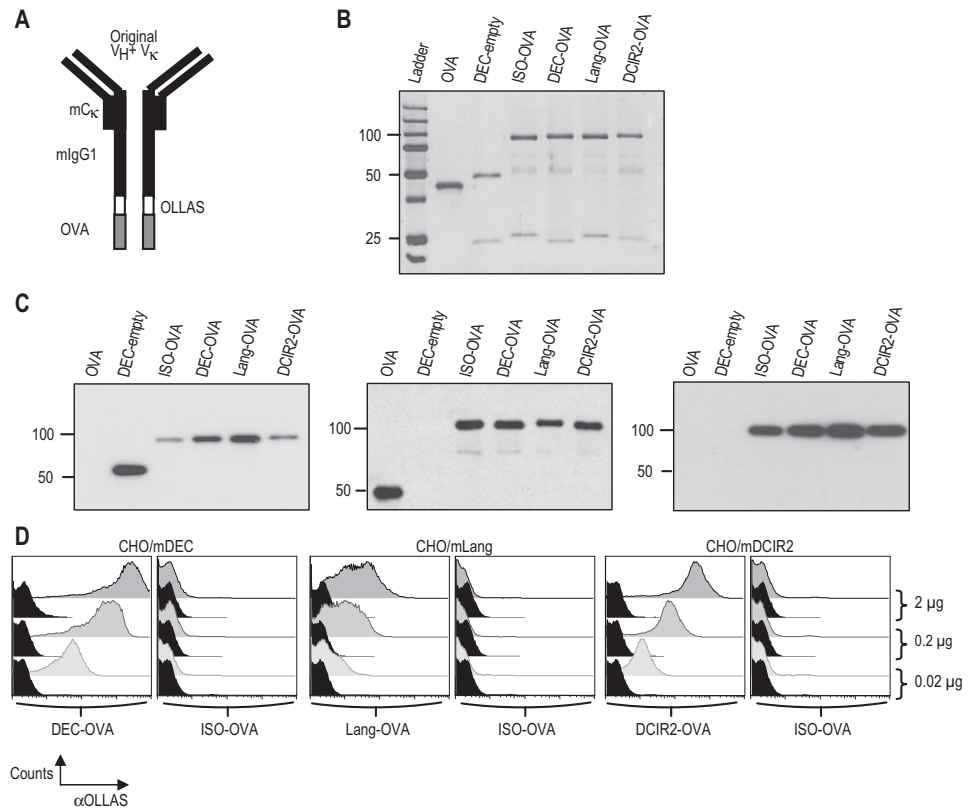 A
Original
VH+ Vκ
mCκ
mIgG1
OLLAS
OVA
B
Ladder
OVA
DEC-empty
ISO-OVA
DEC-OVA
Lang-OVA
DCIR2-OVA
100
50
25
C
OVA
DEC-empty
ISO-OVA
DEC-OVA
Lang-OVA
DCIR2-OVA
100
50
OVA
DEC-empty
ISO-OVA
DEC-OVA
Lang-OVA
DCIR2-OVA
100
50
OVA
DEC-empty
ISO-OVA
DEC-OVA
Lang-OVA
DCIR2-OVA
100
50
D
CHO/mDEC
CHO/mLang
CHO/mDCIR2
2 µg
0.2 µg
0.02 µg
DEC-OVA
ISO-OVA
Lang-OVA
ISO-OVA
DCIR2-OVA
ISO-OVA
Counts
αOLLAS